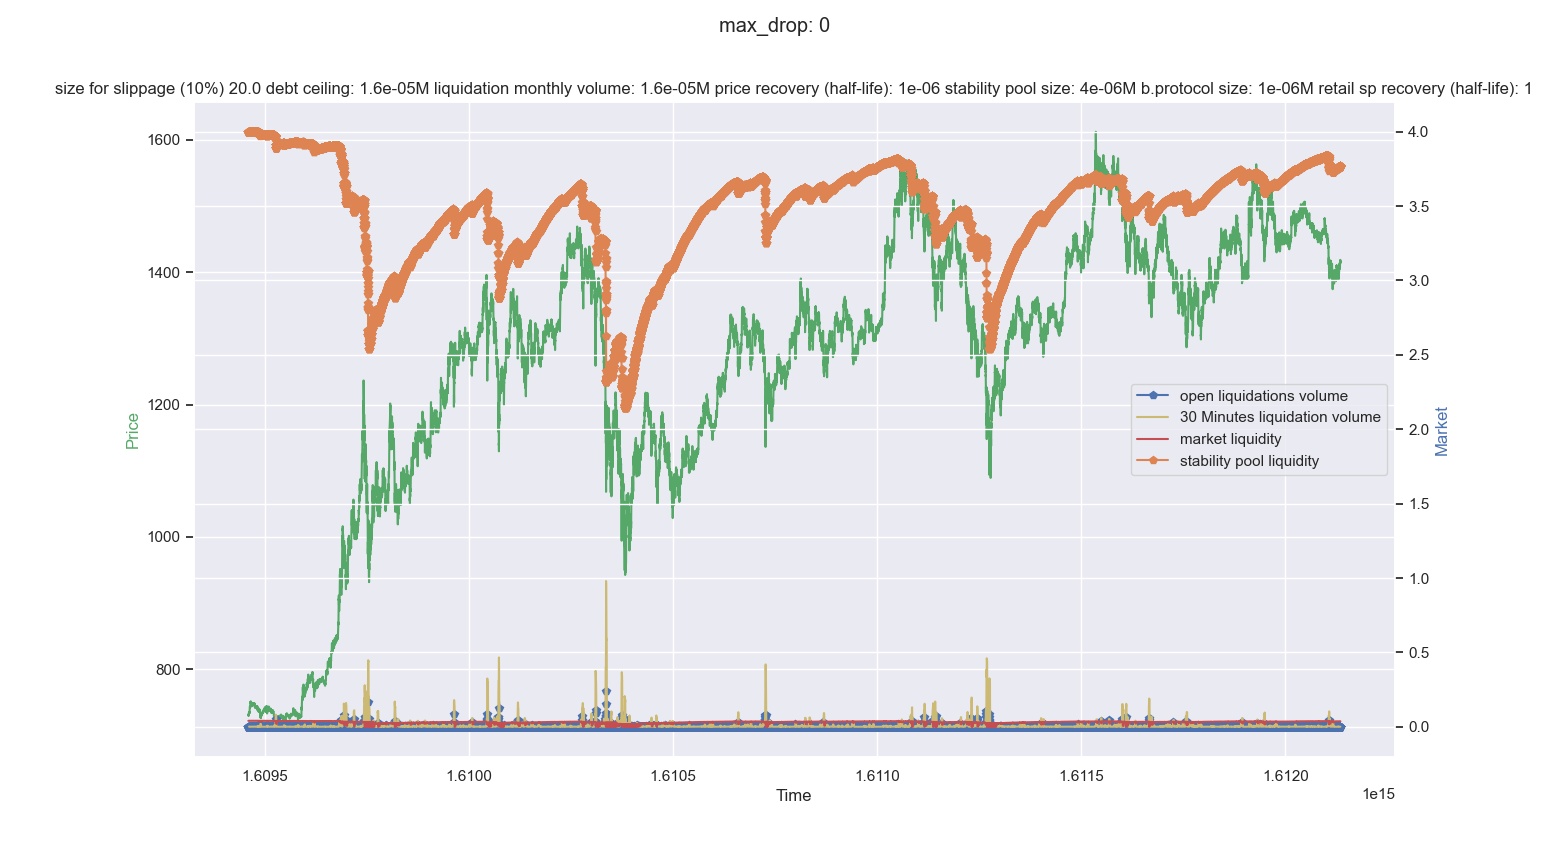 max_drop: 0
size for slippage (10%) 20.0 debt ceiling: 1.6e-05M liquidation monthly volume: 1.6e-05M price recovery (half-life): 1e-06 stability pool size: 4e-06M b.protocol size: 1e-06M retail sp recovery (half-life): 1
1600
1400
1200
1000
800
Price
4.0
3.5
3.0
2.5
2.0
1.5
1.0
0.5
0.0
Market
open liquidations volume
30 Minutes liquidation volume
market liquidity
stability pool liquidity
1.6095
1.6100
1.6105
1.6110
1.6115
1.6120
Time
1e15